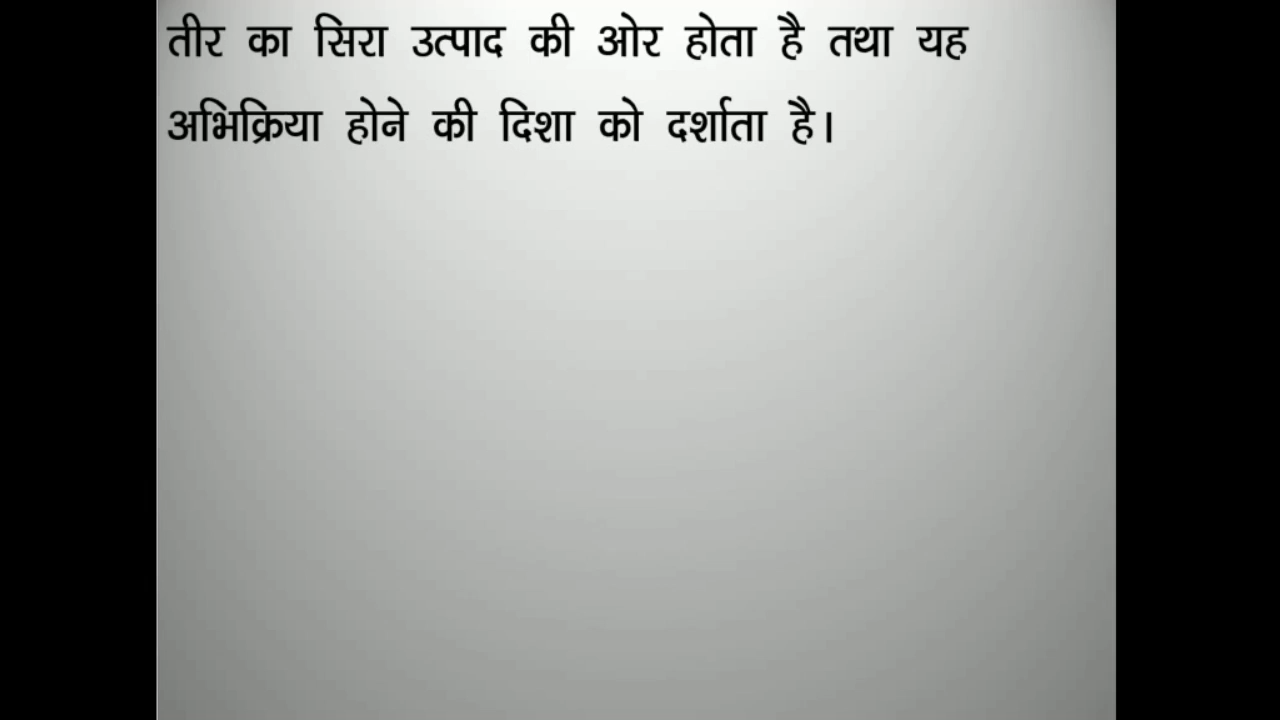 तीर का सिरा उत्पाद की ओर होता है तथा यह
अभिक्रिया होने की दिशा को दर्शाता है।